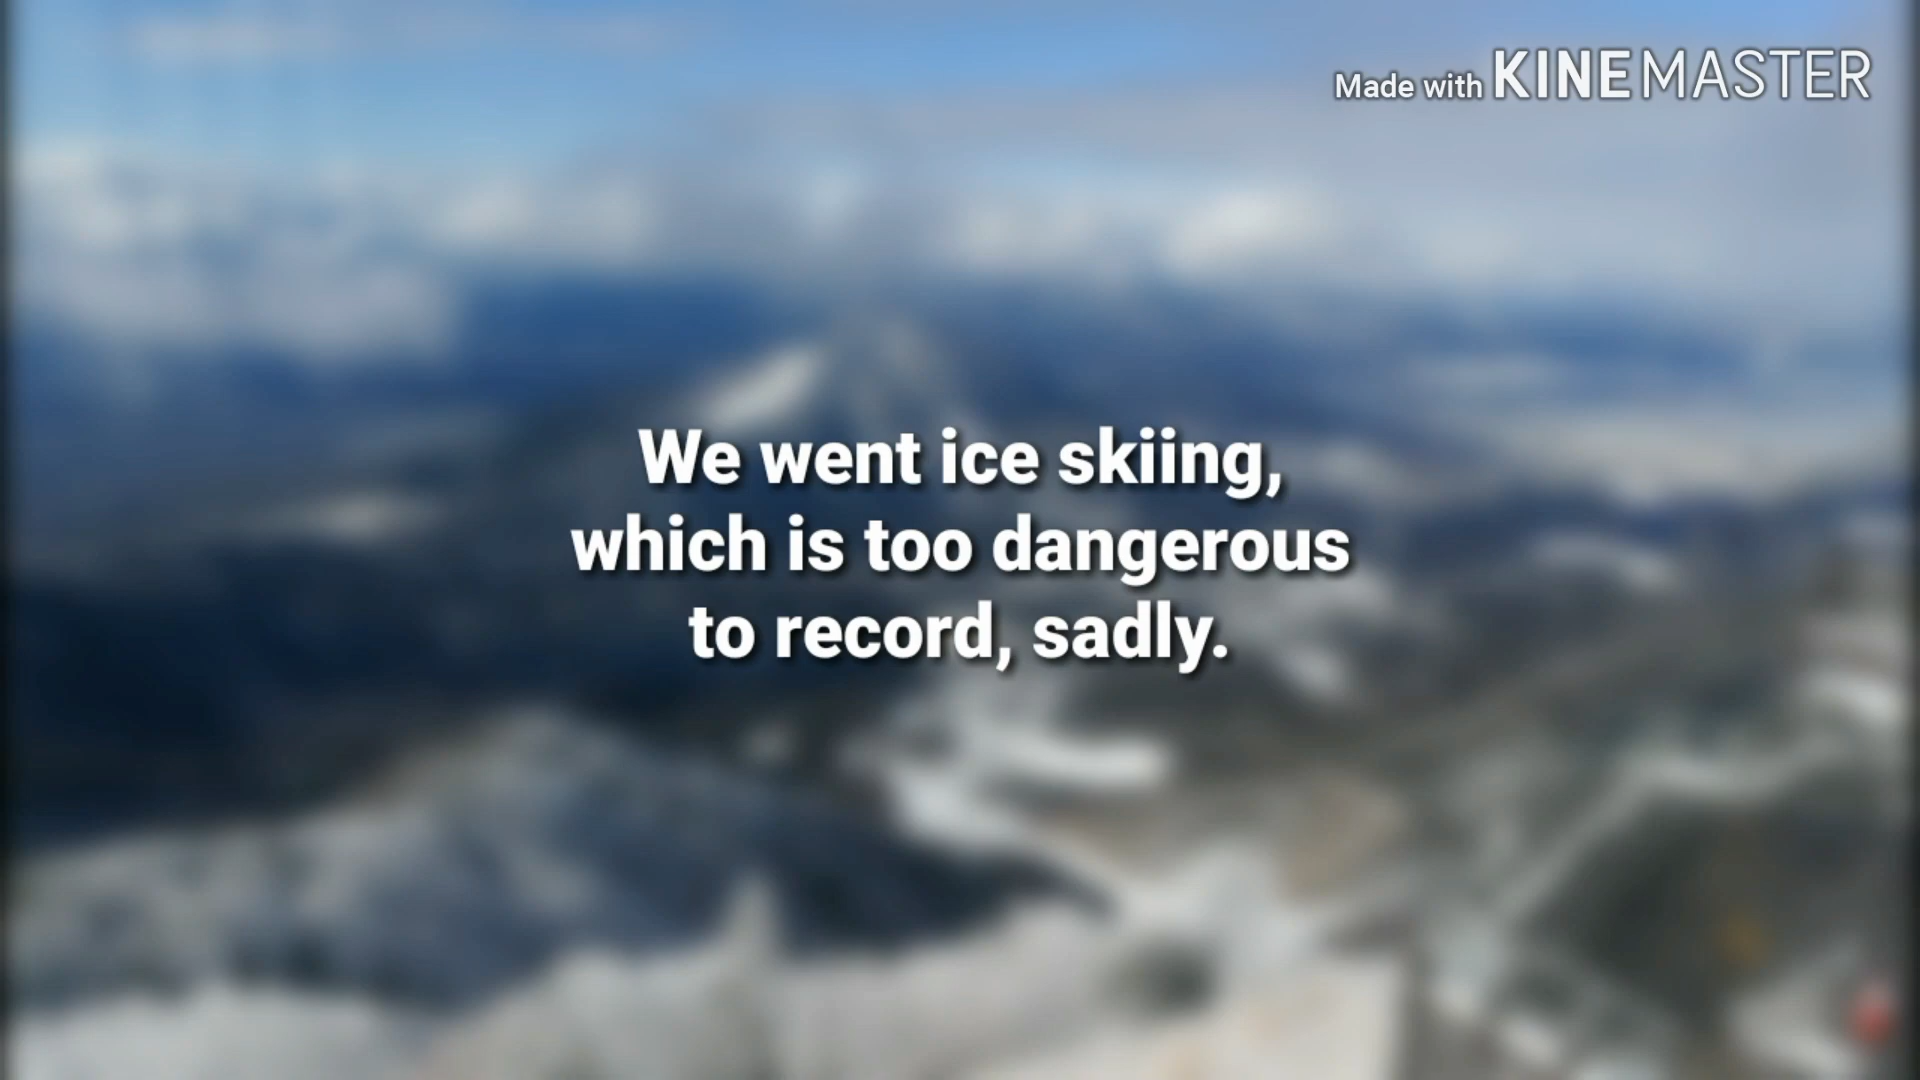 Made with KINEMASTER
We went ice skiing,
which is too dangerous
to record, sadly.